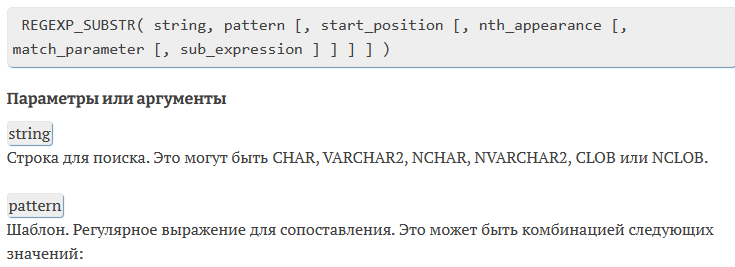 REGEXP_SUBSTR( string, pattern [, start_position [, nth_appearance [,
match_parameter [, sub_expression ] ] ] ] )
Параметры или аргументы
string
Строка для поиска. Это могут быть CHAR, VARCHAR2, NCHAR, NVARCHAR2, CLOB или NCLOB.
pattern
Шаблон. Регулярное выражение для сопоставления. Это может быть комбинацией следующих
значений: